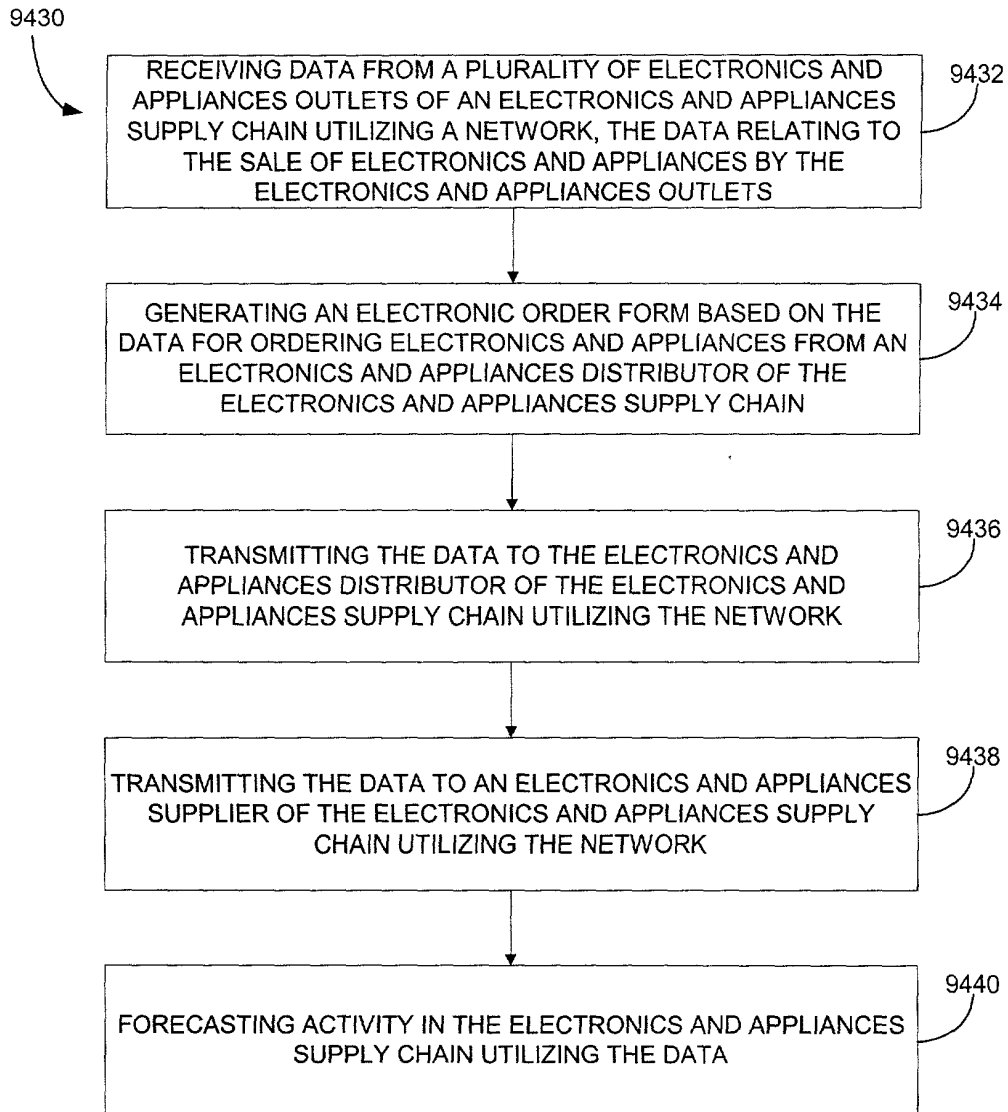 9430
RECEIVING DATA FROM A PLURALITY OF ELECTRONICS AND
APPLIANCES OUTLETS OF AN ELECTRONICS AND APPLIANCES
SUPPLY CHAIN UTILIZING A NETWORK, THE DATA RELATING TO
THE SALE OF ELECTRONICS AND APPLIANCES BY THE
ELECTRONICS AND APPLIANCES OUTLETS
9432
GENERATING AN ELECTRONIC ORDER FORM BASED ON THE
DATA FOR ORDERING ELECTRONICS AND APPLIANCES FROM AN
ELECTRONICS AND APPLIANCES DISTRIBUTOR OF THE
ELECTRONICS AND APPLIANCES SUPPLY CHAIN
9434
TRANSMITTING THE DATA TO THE ELECTRONICS AND
APPLIANCES DISTRIBUTOR OF THE ELECTRONICS AND
APPLIANCES SUPPLY CHAIN UTILIZING THE NETWORK
9436
TRANSMITTING THE DATA TO AN ELECTRONICS AND APPLIANCES
SUPPLIER OF THE ELECTRONICS AND APPLIANCES SUPPLY
CHAIN UTILIZING THE NETWORK
9438
FORECASTING ACTIVITY IN THE ELECTRONICS AND APPLIANCES
SUPPLY CHAIN UTILIZING THE DATA
9440